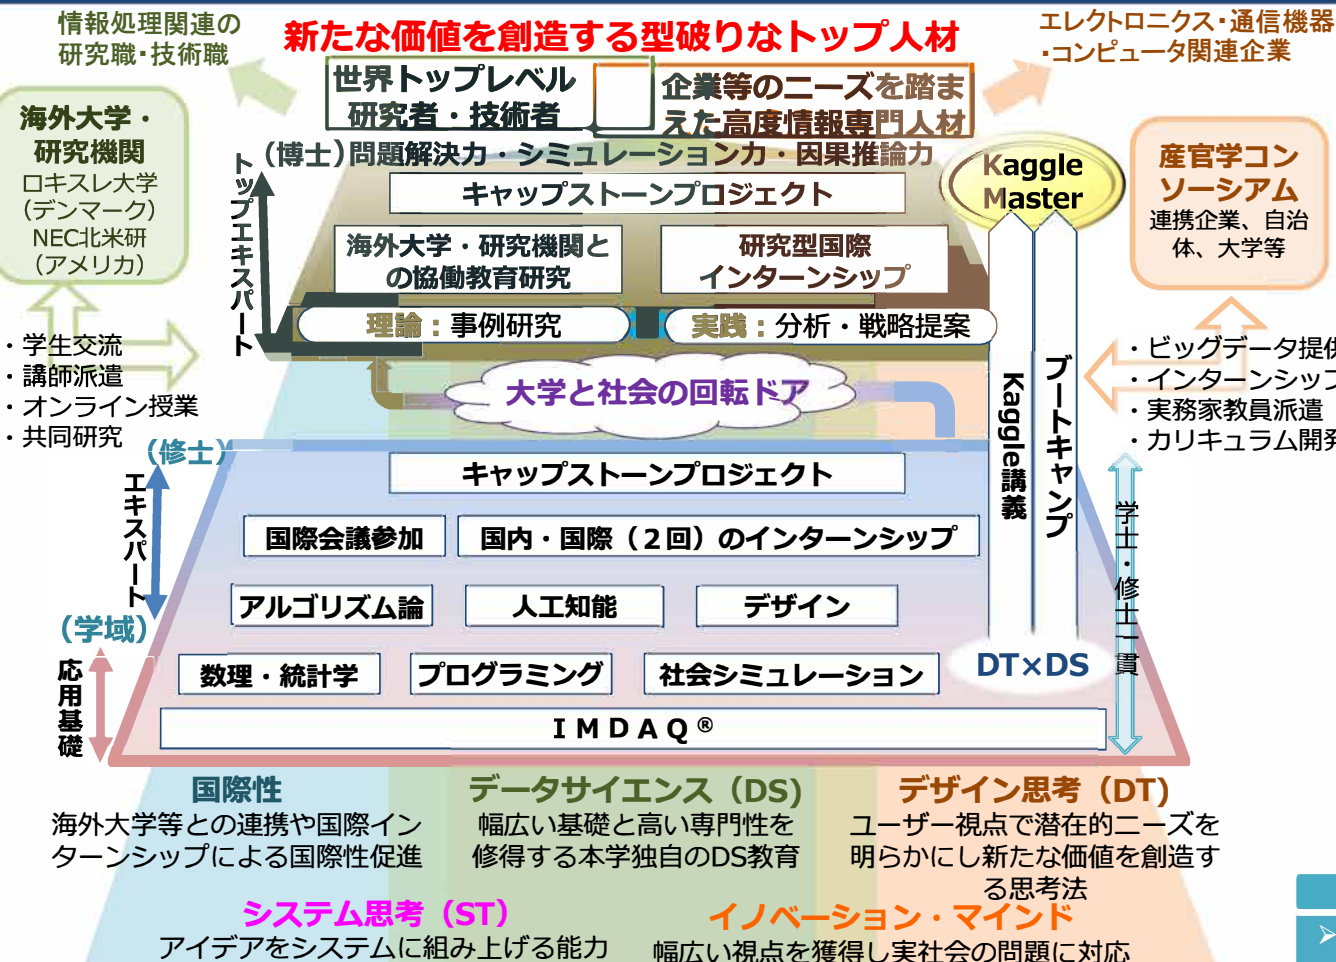 情報処理関連の
研究職・技術職
新たな価値を創造する型破りなトップ人材
エレクトロニクス・通信機器
・コンピュータ関連企業
世界トップレベル
研究者・技術者
企業等のニーズを踏ま
えた高度情報専門人材
海外大学・
研究機関
ロキスレ大学
（デンマーク）
NEC北米研
（アメリカ）
（博士）問題解決力・シミュレーション力・因果推論力
Kaggle
Master
産官学コン
ソーシアム
連携企業、自治
体、大学等
トップエキスパート
キャップストーンプロジェクト
海外大学・研究機関と
の協働教育研究
研究型国際
インターンシップ
理論：事例研究
実践：分析・戦略提案
・学生交流
・講師派遣
・オンライン授業
・共同研究
大学と社会の回転ドア
Kaggle講義
ブートキャンプ
・ビッグデータ提供
・インターンシップ
・実務家教員派遣
・カリキュラム開発
（修士）
エキスパート
キャップストーンプロジェクト
国際会議参加
国内・国際（２回）のインターンシップ
アルゴリズム論
人工知能
デザイン
学士・修士一貫
（学域）
応用基礎
数理・統計学
プログラミング
社会シミュレーション
DT×DS
ＩＭＤＡＱ®
国際性
海外大学等との連携や国際イン
ターンシップによる国際性促進
データサイエンス（DS)
幅広い基礎と高い専門性を
修得する本学独自のDS教育
デザイン思考（DT)
ユーザー視点で潜在的ニーズを
明らかにし新たな価値を創造す
る思考法
システム思考（ST）
アイデアをシステムに組み上げる能力
イノベーション・マインド
幅広い視点を獲得し実社会の問題に対応